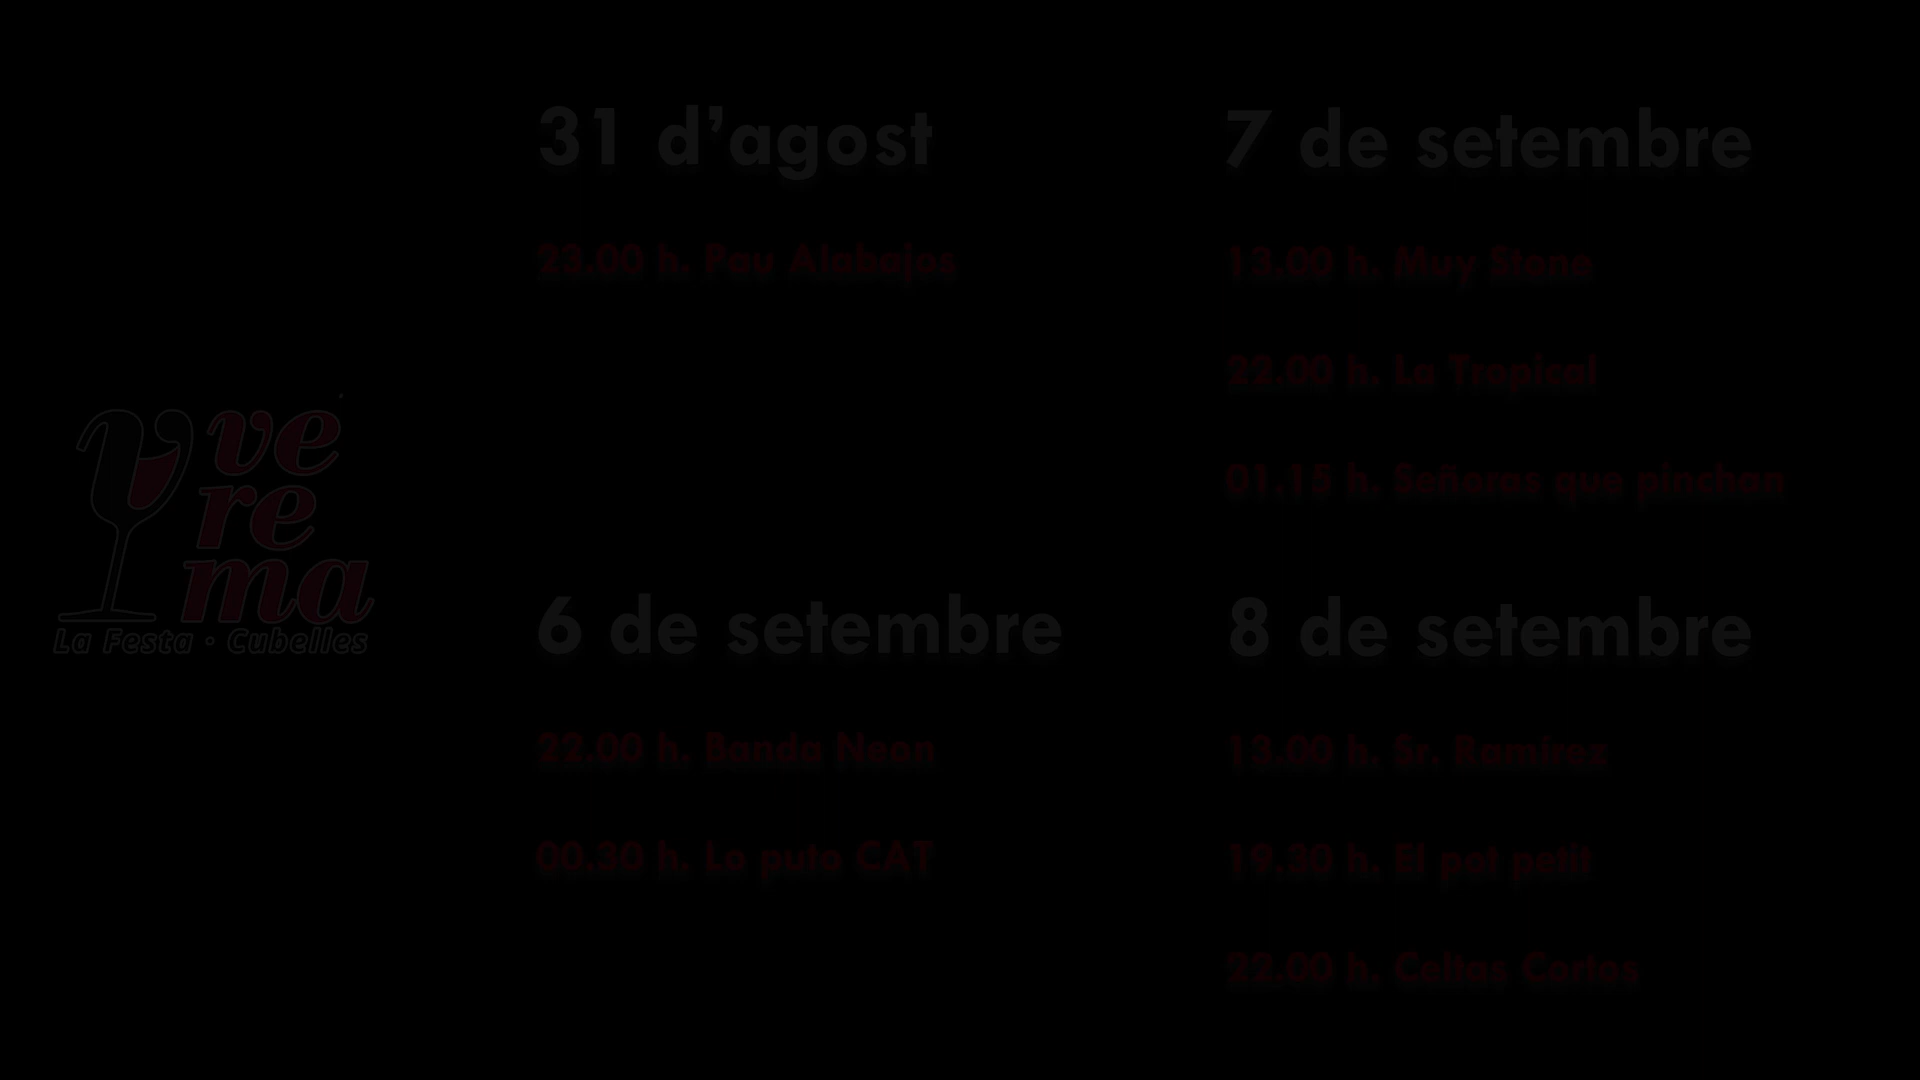 ve
re
ma
La Festa · Cubelles
31 d’agost
23.00 h. Pau Alabajos
6 de setembre
22.00 h. Banda Neon
00.30 h. Lo puto CAT
7 de setembre
13.00 h. Muy Stone
22.00 h. La Tropical
01.15 h. Señoras que pinchan
8 de setembre
13.00 h. Sr. Ramirez
19.30 h. El pot petit
22.00 h. Celtas Cortos